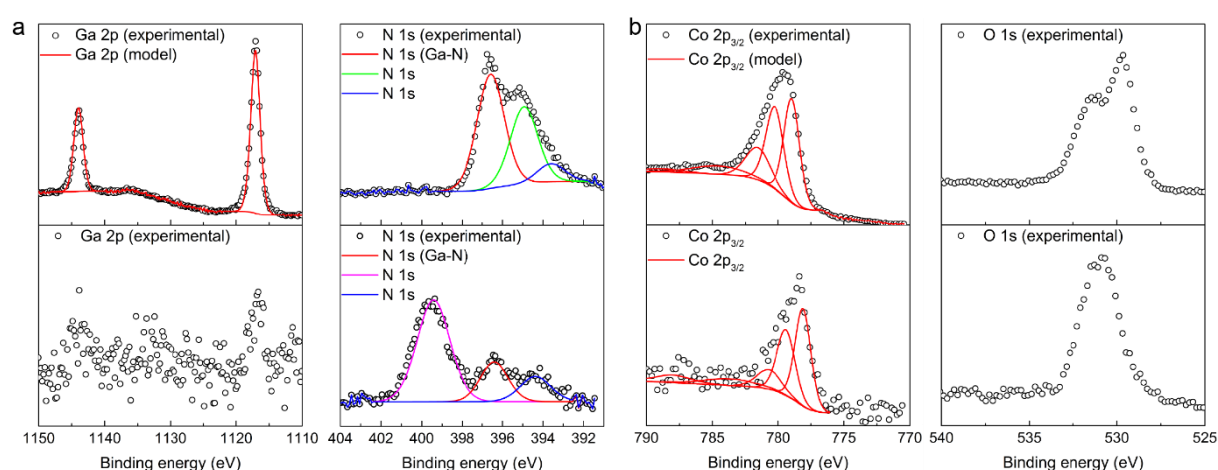 a
Ga 2p (experimental)
Ga 2p (model)
N 1s (experimental)
N 1s (Ga-N)
N 1s
N 1s
Ga 2p (experimental)
N 1s (experimental)
N 1s (Ga-N)
N 1s
N 1s
1150 1140 1130 1120 1110
404 402 400 398 396 394 392
Binding energy (eV)
Binding energy (eV)
b
Co 2p3/2 (experimental)
Co 2p3/2 (model)
O 1s (experimental)
Co 2p3/2
Co 2p3/2
O 1s (experimental)
790 785 780 775 770
540 535 530 525
Binding energy (eV)
Binding energy (eV)